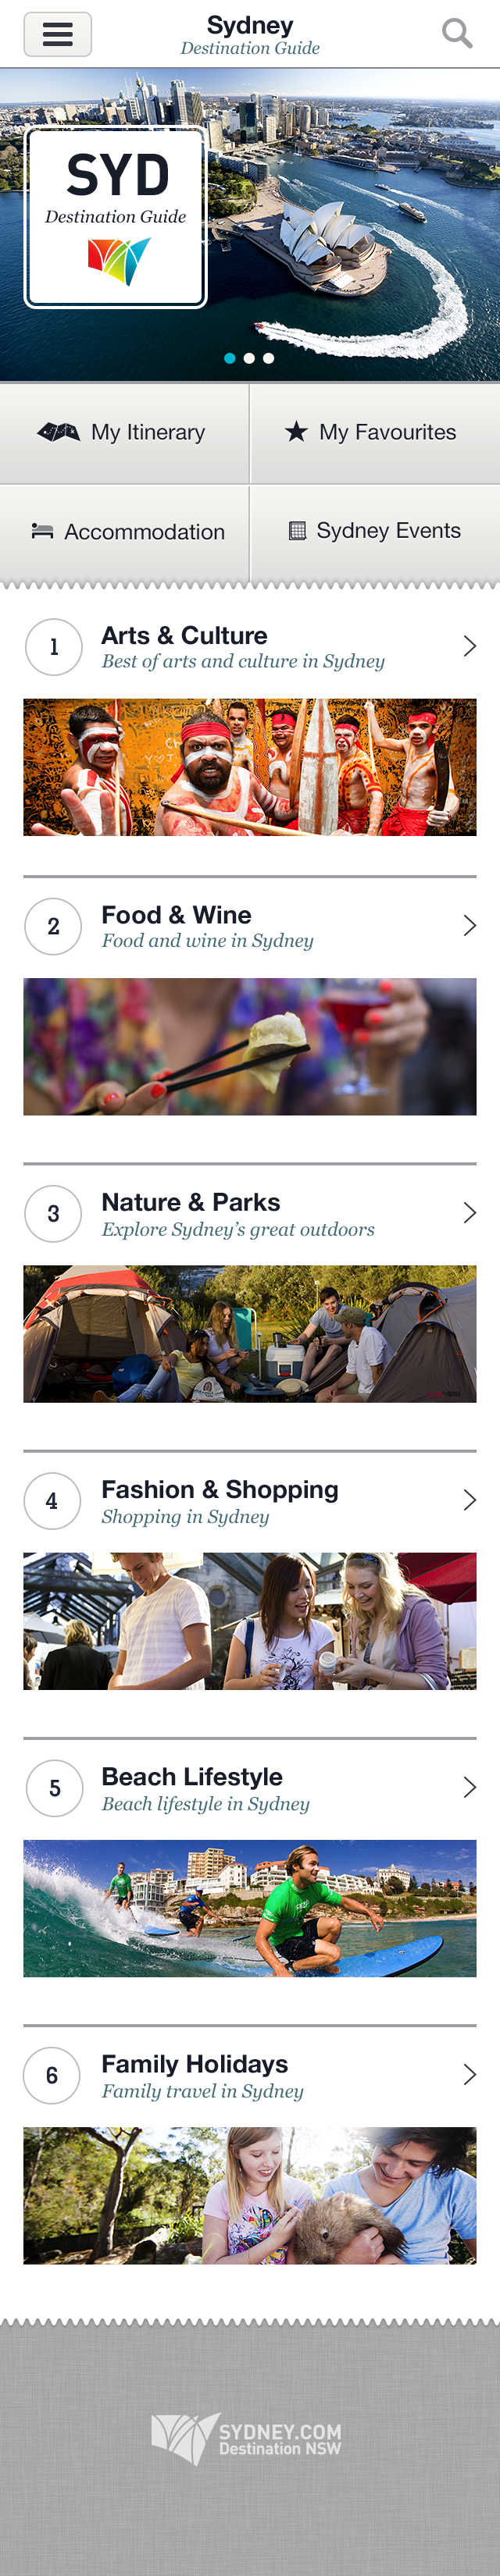 Sydney
Destination Guide
SYD
Destination Guide
My Itinerary
My Favourites
Accommodation
Sydney Events
1
Arts & Culture
Best of arts and culture in Sydney
2
Food & Wine
Food and wine in Sydney
3
Nature & Parks
Explore Sydney's great outdoors
4
Fashion & Shopping
Shopping in Sydney
5
Beach Lifestyle
Beach lifestyle in Sydney
6
Family Holidays
Family travel in Sydney
SYDNEY.COM
Destination NSW